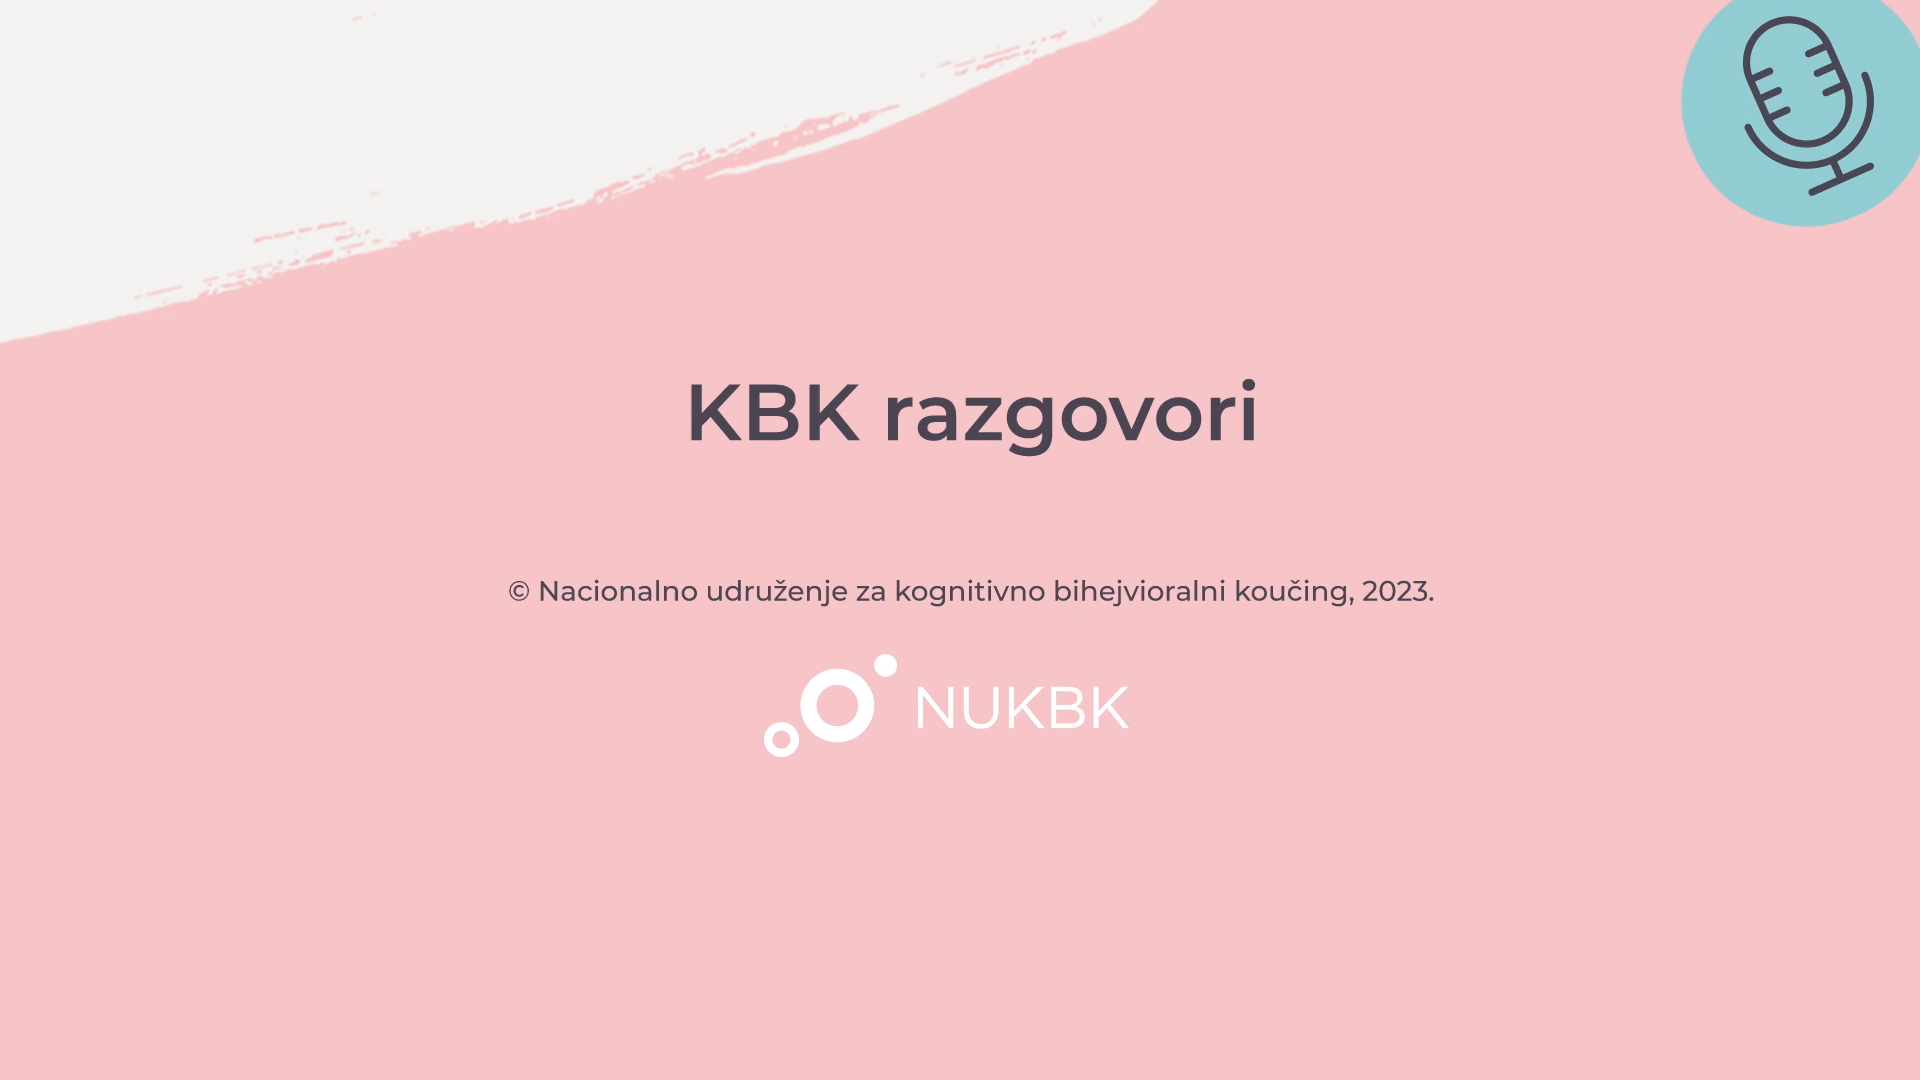 KBK razgovori
© Nacionalno udruženje za kognitivno bihejvioralni koučing, 2023.
NUKBK